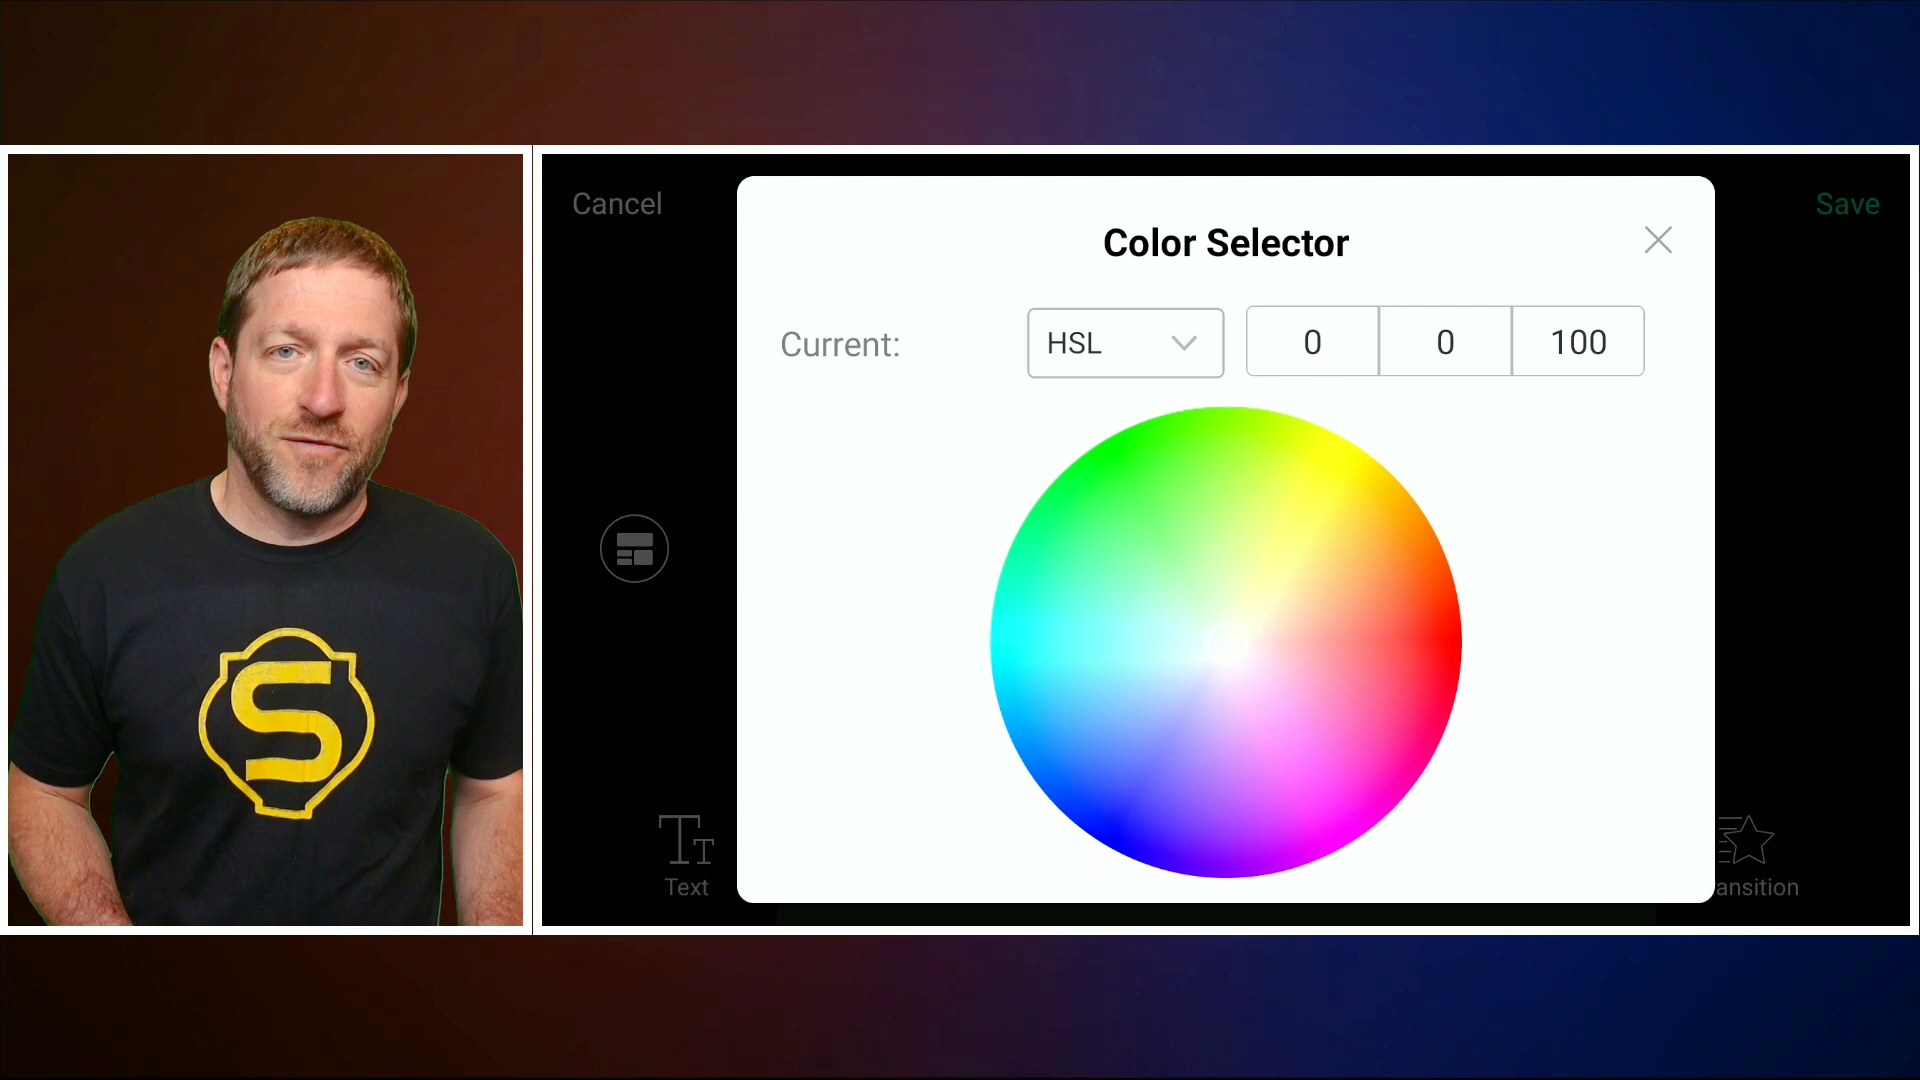 Cancel
Save
Color Selector
Current:
HSL
0
0
100
S
Text
ansition